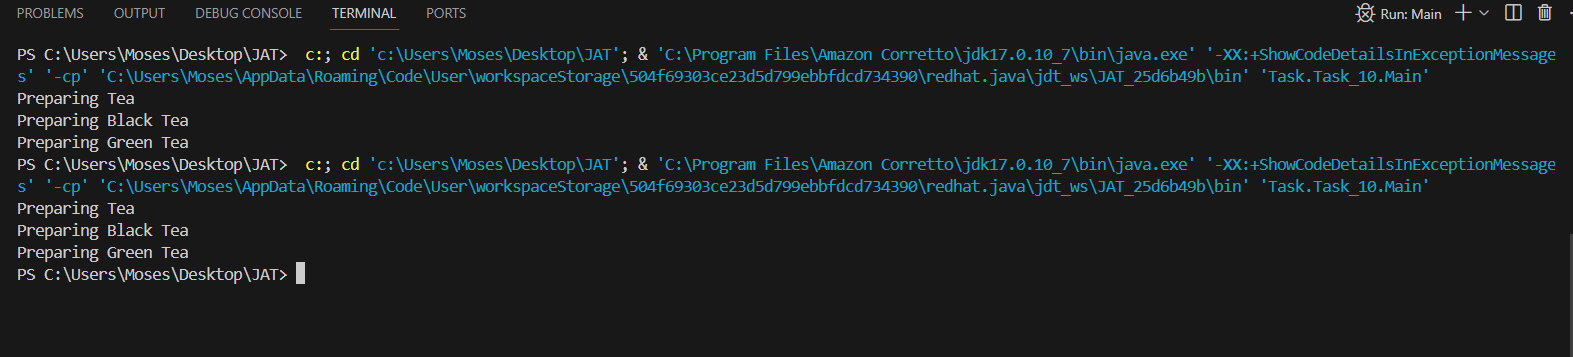 PROBLEMS OUTPUT DEBUG CONSOLE TERMINAL PORTS Run: Main
PS C:\Users\Moses\Desktop\JAT>  c:; cd 'c:\Users\Moses\Desktop\JAT'; & 'C:\Program Files\Amazon Corretto\jdk17.0.10_7\bin\java.exe' '-XX:+ShowCodeDetailsInExceptionMessage
s' '-cp' 'C:\Users\Moses\AppData\Roaming\Code\User\workspaceStorage\504f69303ce23d5d799ebbfdcd734390\redhat.java\jdt_ws\JAT_25d6b49b\bin' 'Task.Task_10.Main'
Preparing Tea
Preparing Black Tea
Preparing Green Tea
PS C:\Users\Moses\Desktop\JAT>  c:; cd 'c:\Users\Moses\Desktop\JAT'; & 'C:\Program Files\Amazon Corretto\jdk17.0.10_7\bin\java.exe' '-XX:+ShowCodeDetailsInExceptionMessage
s' '-cp' 'C:\Users\Moses\AppData\Roaming\Code\User\workspaceStorage\504f69303ce23d5d799ebbfdcd734390\redhat.java\jdt_ws\JAT_25d6b49b\bin' 'Task.Task_10.Main'
Preparing Tea
Preparing Black Tea
Preparing Green Tea
PS C:\Users\Moses\Desktop\JAT>